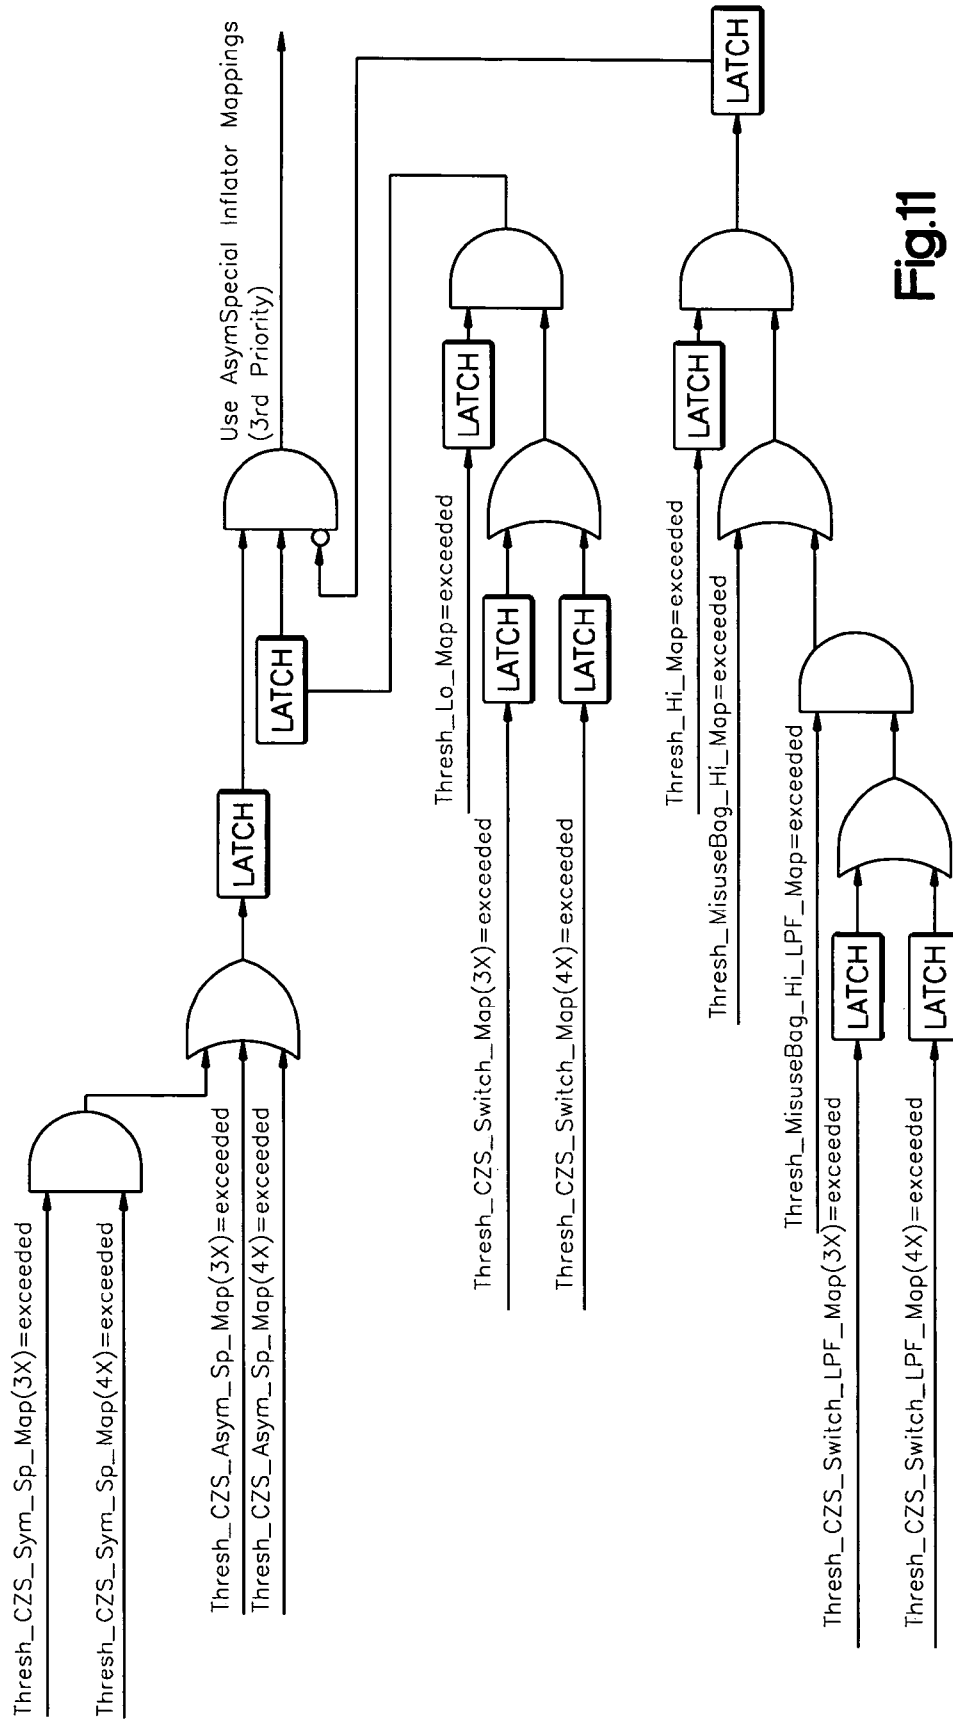 Thresh_CZS_Sym_Sp_Map(3X)=exceeded
Thresh_CZS_Sym_Sp_Map(4X)=exceeded
Thresh_CZS_Asym_Sp_Map(3X)=exceeded
Thresh_CZS_Asym_Sp_Map(4X)=exceeded
LATCH
LATCH
Use AsymSpecial Inflator Mappings
(3rd Priority)
Thresh_Lo_Map=exceeded
LATCH
Thresh_CZS_Switch_Map(3X)=exceeded
LATCH
Thresh_CZS_Switch_Map(4X)=exceeded
LATCH
Thresh_Hi_Map=exceeded
LATCH
LATCH
Thresh_MisuseBag_Hi_Map=exceeded
Thresh_MisuseBag_Hi_LPF_Map=exceeded
Thresh_CZS_Switch_LPF_Map(3X)=exceeded
LATCH
Thresh_CZS_Switch_LPF_Map(4X)=exceeded
LATCH
Fig.11